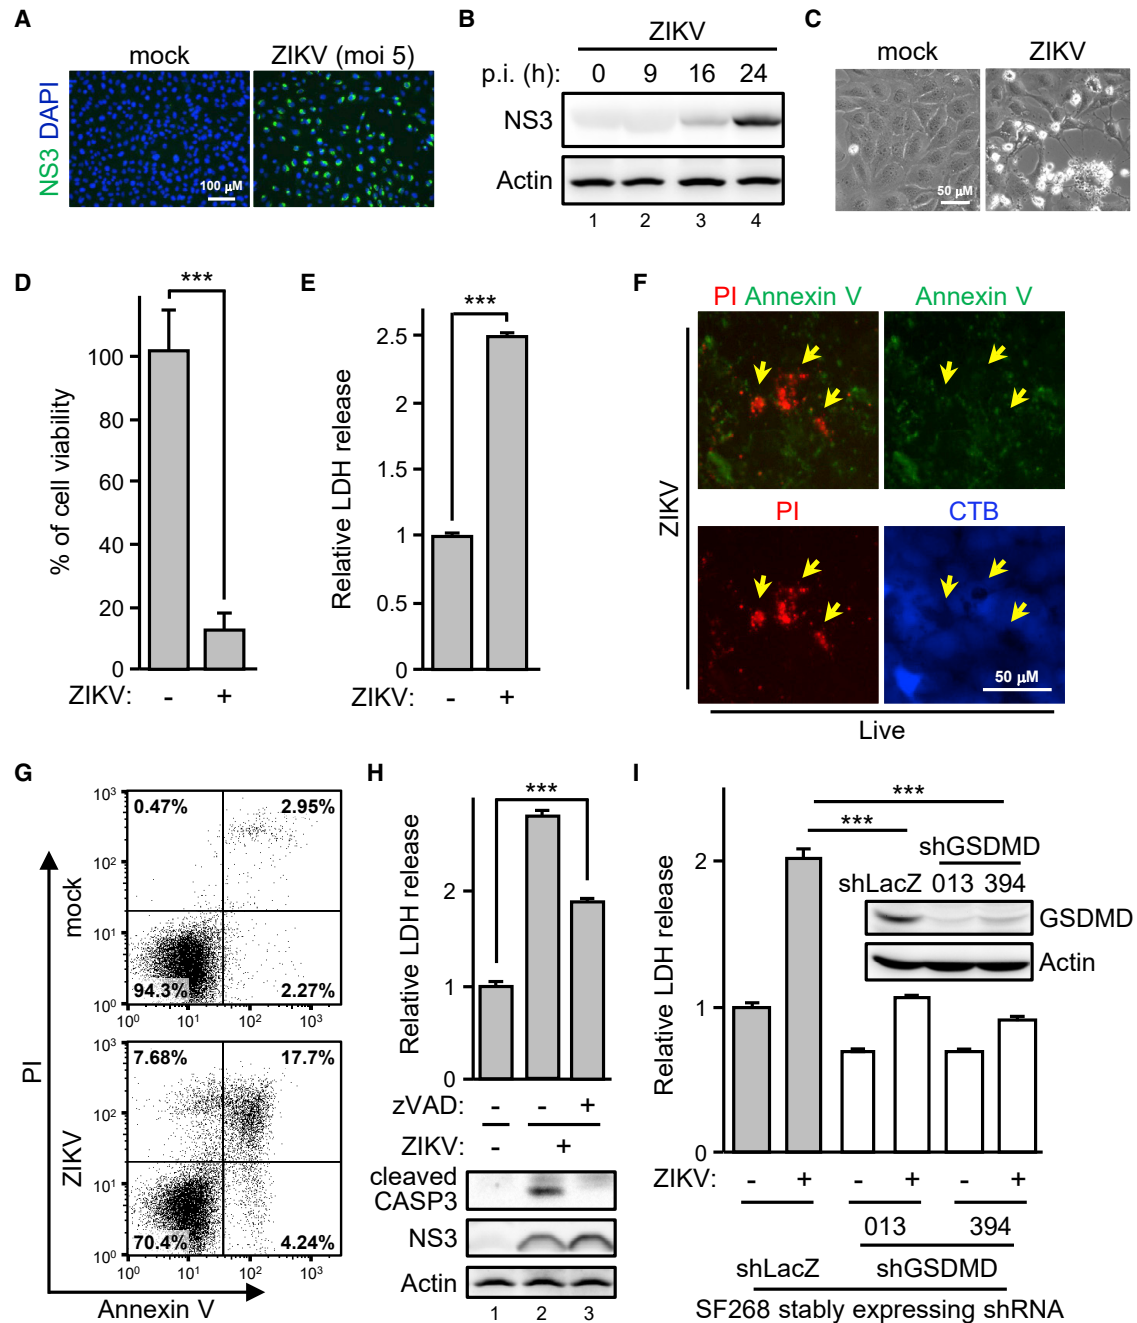 A
mock
ZIKV (moi 5)
NS3 DAPI
100 µM
B
ZIKV
p.i. (h): 0 9 16 24
NS3
Actin
1 2 3 4
C
mock
ZIKV
50 µM
D
***
% of cell viability
100
80
60
40
20
0
ZIKV: - +
E
***
Relative LDH release
2.5
2
1.5
1
0.5
0
ZIKV: - +
F
PI Annexin V
Annexin V
ZIKV
PI
CTB
50 µM
Live
G
mock
10³
10²
10¹
10⁰
0.47% 2.95%
94.3% 2.27%
10⁰ 10¹ 10² 10³
ZIKV
10³
10²
10¹
10⁰
7.68% 17.7%
70.4% 4.24%
10⁰ 10¹ 10² 10³
PI
Annexin V
H
***
Relative LDH release
2
1
0
zVAD: - - +
ZIKV: - +
cleaved
CASP3
NS3
Actin
1 2 3
I
***
***
Relative LDH release
2
1
0
shGSDMD
shLacZ 013 394
GSDMD
Actin
ZIKV: - + - + - +
013 394
shLacZ shGSDMD
SF268 stably expressing shRNA